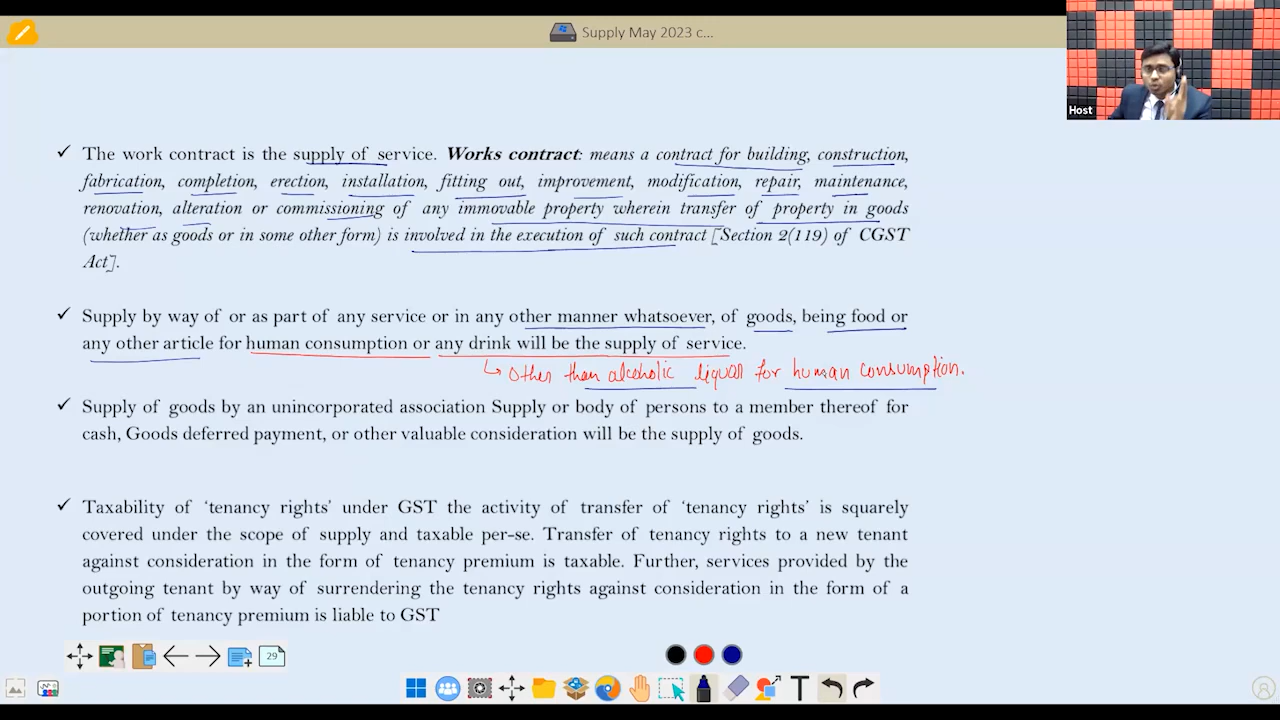 Supply May 2023 c...
Host
✓ The work contract is the supply of service. Works contract: means a contract for building, construction,
fabrication, completion, erection, installation, fitting out, improvement, modification, repair, maintenance,
renovation, alteration or commissioning of any immovable property wherein transfer of property in goods
(whether as goods or in some other form) is involved in the execution of such contract [Section 2(119) of CGST
Act].
✓ Supply by way of or as part of any service or in any other manner whatsoever, of goods, being food or
any other article for human consumption or any drink will be the supply of service.
↳ Other than alcoholic liquor for human consumption.
✓ Supply of goods by an unincorporated association Supply or body of persons to a member thereof for
cash, Goods deferred payment, or other valuable consideration will be the supply of goods.
✓ Taxability of ‘tenancy rights’ under GST the activity of transfer of ‘tenancy rights’ is squarely
covered under the scope of supply and taxable per-se. Transfer of tenancy rights to a new tenant
against consideration in the form of tenancy premium is taxable. Further, services provided by the
outgoing tenant by way of surrendering the tenancy rights against consideration in the form of a
portion of tenancy premium is liable to GST
29
T